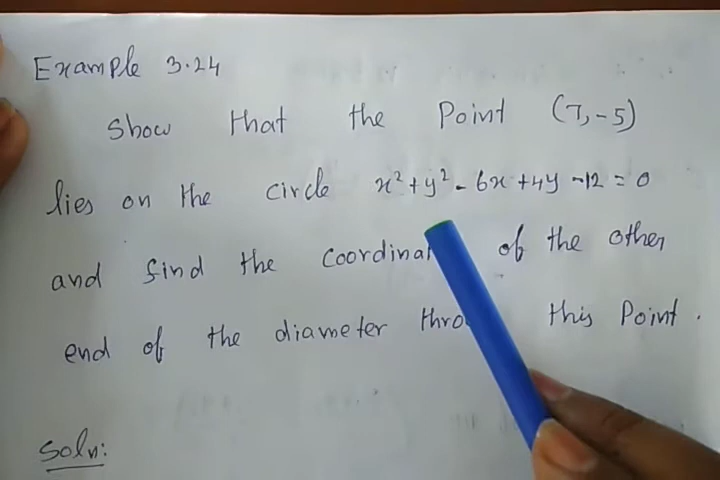 Example 3.24
Show that the Point (7,-5)
lies on the circle x² + y² - 6x + 4y - 12 = 0
and find the of the other
end of the diameter this Point.
Soln: